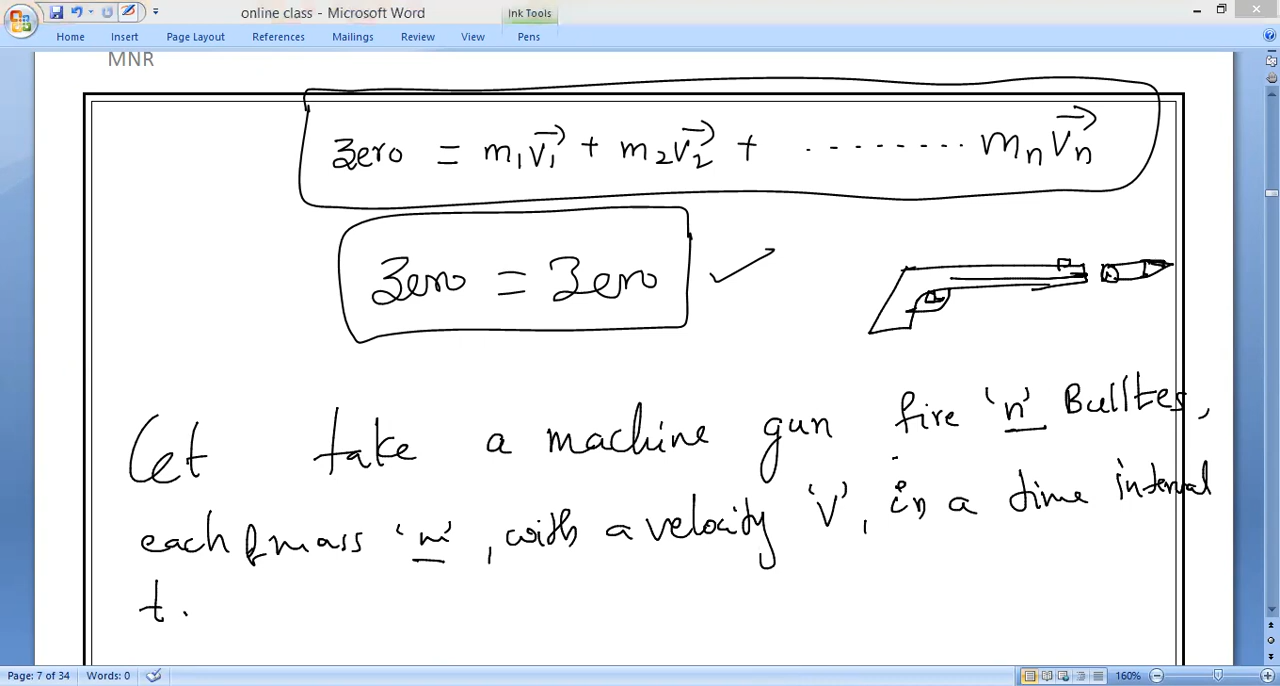 online class - Microsoft Word
Ink Tools
Home Insert Page Layout References Mailings Review View Pens
MNR
Zero = m₁v₁⃗ + m₂v₂⃗ + .......... mₙvₙ⃗
Zero = Zero ✓
Let take a machine gun fire 'n' Bulltes,
each of mass 'm', with a velocity 'V', in a time interval
t.
Page: 7 of 34 Words: 0 160%